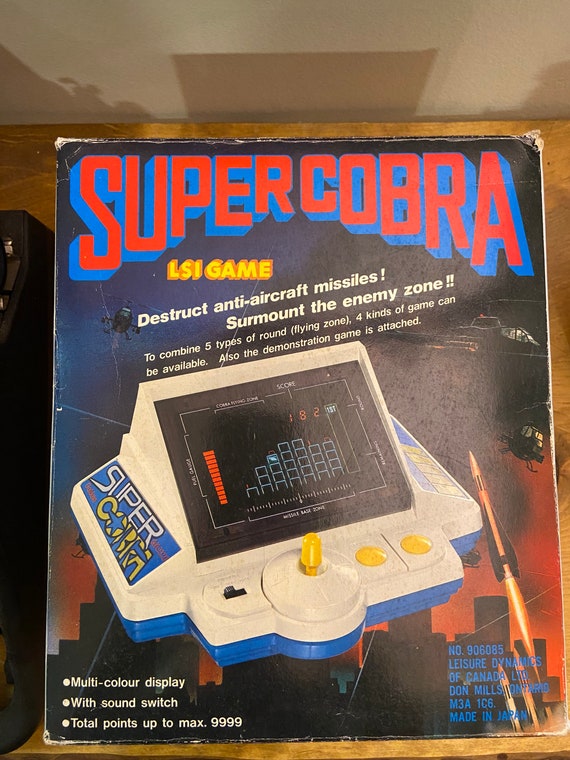 SUPER COBRA
LSI GAME
Destruct anti-aircraft missiles!
Surmount the enemy zone!!
To combine 5 types of round (flying zone), 4 kinds of game can
be available. Also the demonstration game is attached.
SCORE
COBRA FLYING ZONE
182 1ST
FUEL GAUGE
MISSILE BASE ZONE
SUPER
COBRA
•Multi-colour display
•With sound switch
•Total points up to max. 9999
NO. 906085
LEISURE DYNAMICS
OF CANADA LTD.
DON MILLS, ONTARIO
M3A 1C6.
MADE IN JAPAN